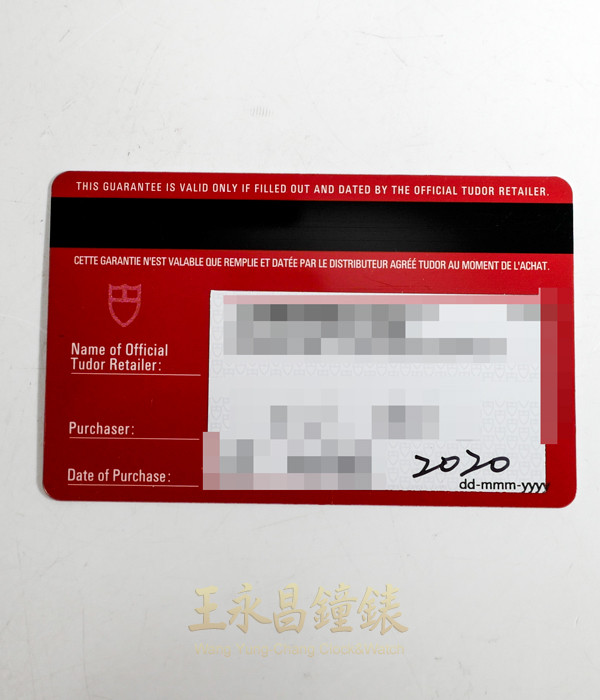 THIS GUARANTEE IS VALID ONLY IF FILLED OUT AND DATED BY THE OFFICIAL TUDOR RETAILER.
CETTE GARANTIE N'EST VALABLE QUE REMPLIE ET DATÉE PAR LE DISTRIBUTEUR AGRÉÉ TUDOR AU MOMENT DE L'ACHAT.
Name of Official
Tudor Retailer:
Purchaser:
Date of Purchase:
2020
dd-mmm-yyyy
王永昌鐘錶